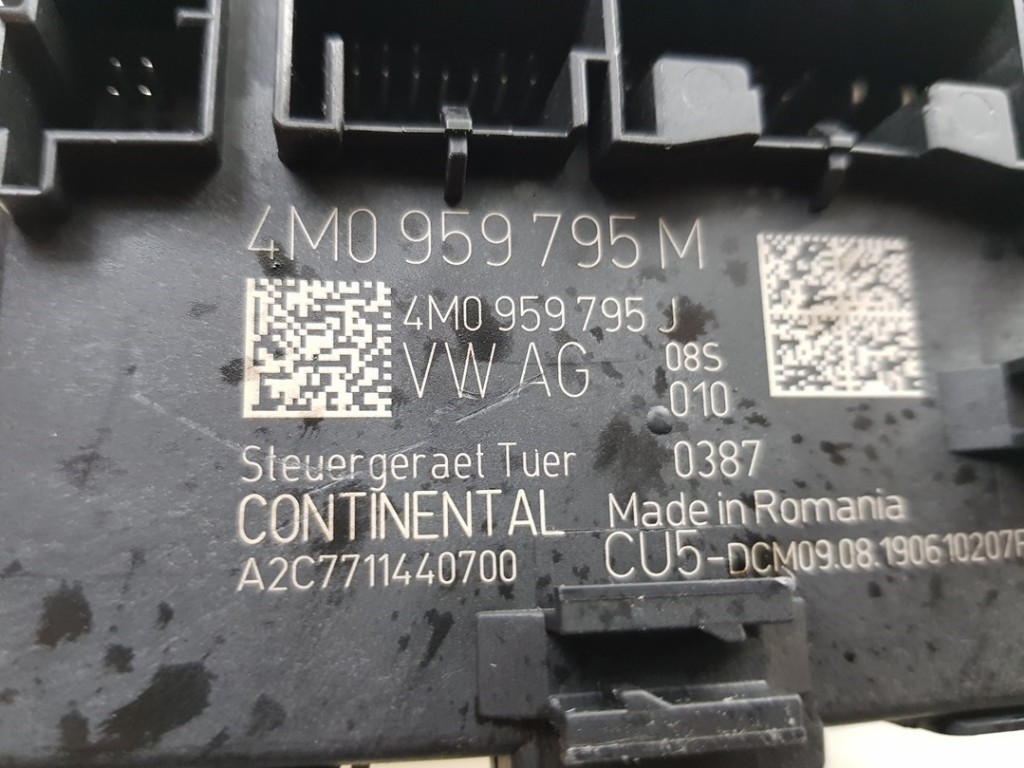 4M0 959 795 M
4M0 959 795 J
VW AG
08S
010
Steuergeraet Tuer 0387
CONTINENTAL Made in Romania
A2C7711440700 CU5-DCM09.08.190610207F